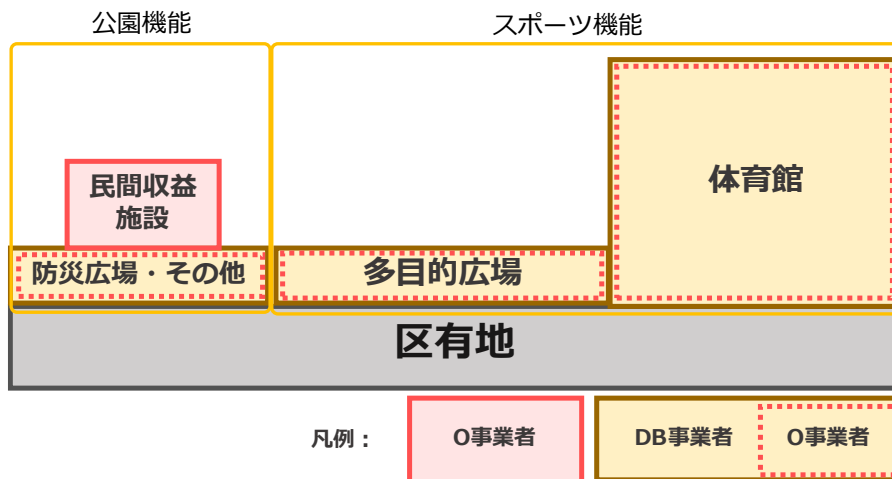 公園機能
スポーツ機能
民間収益
施設
体育館
防災広場・その他
多目的広場
区有地
凡例：
O事業者
DB事業者
O事業者